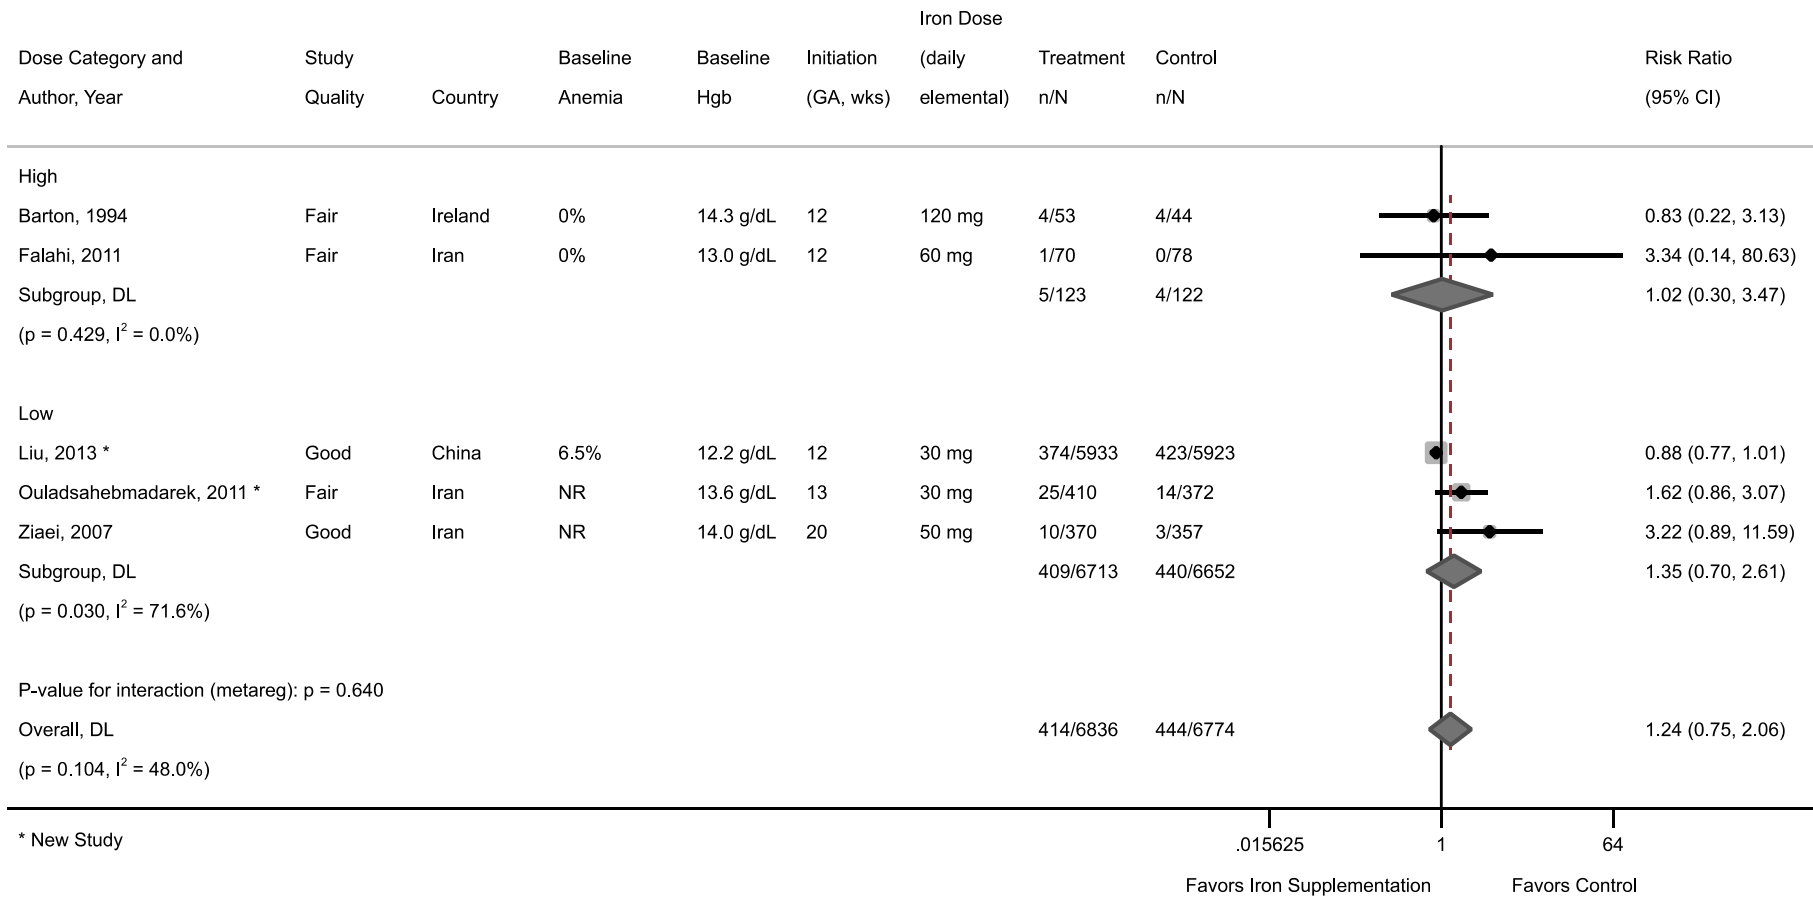 Iron Dose
Dose Category and Study Baseline Baseline Initiation (daily Treatment Control Risk Ratio
Author, Year Quality Country Anemia Hgb (GA, wks) elemental) n/N n/N (95% CI)
High
Barton, 1994 Fair Ireland 0% 14.3 g/dL 12 120 mg 4/53 4/44 0.83 (0.22, 3.13)
Falahi, 2011 Fair Iran 0% 13.0 g/dL 12 60 mg 1/70 0/78 3.34 (0.14, 80.63)
Subgroup, DL 5/123 4/122 1.02 (0.30, 3.47)
(p = 0.429, I² = 0.0%)
Low
Liu, 2013 * Good China 6.5% 12.2 g/dL 12 30 mg 374/5933 423/5923 0.88 (0.77, 1.01)
Ouladsahebmadarek, 2011 * Fair Iran NR 13.6 g/dL 13 30 mg 25/410 14/372 1.62 (0.86, 3.07)
Ziaei, 2007 Good Iran NR 14.0 g/dL 20 50 mg 10/370 3/357 3.22 (0.89, 11.59)
Subgroup, DL 409/6713 440/6652 1.35 (0.70, 2.61)
(p = 0.030, I² = 71.6%)
P-value for interaction (metareg): p = 0.640
Overall, DL 414/6836 444/6774 1.24 (0.75, 2.06)
(p = 0.104, I² = 48.0%)
* New Study .015625 1 64
Favors Iron Supplementation Favors Control